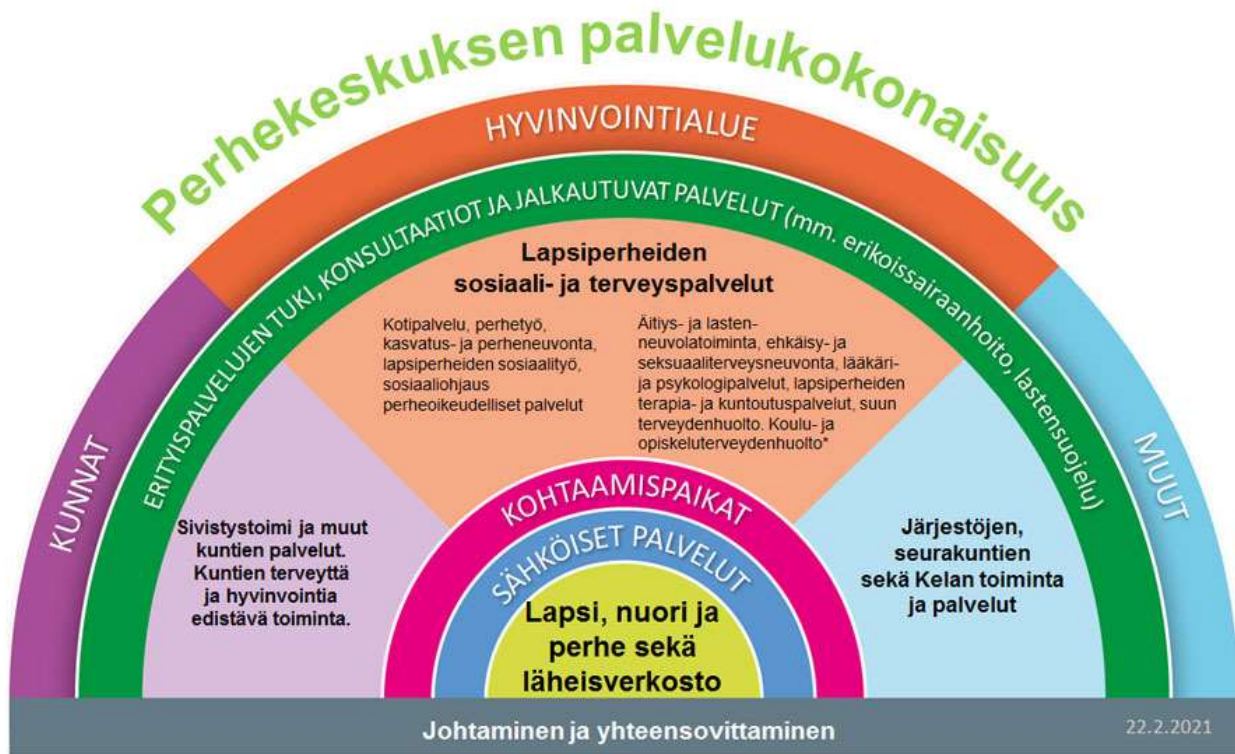 Perhekeskuksen palvelukokonaisuus
HYVINVOINTIALUE
KUNNAT
MUUT
ERITYISPALVELUJEN TUKI, KONSULTAATIOT JA JALKAUTUVAT PALVELUT (mm. erikoissairaanhoito, lastensuojelu)
Lapsiperheiden
sosiaali- ja terveyspalvelut
Kotipalvelu, perhetyö,
kasvatus- ja perheneuvonta,
lapsiperheiden sosiaalityö,
sosiaaliohjaus
perheoikeudelliset palvelut
Äitiys- ja lasten-
neuvolatoiminta, ehkäisy- ja
seksuaaliterveysneuvonta, lääkäri-
ja psykologipalvelut, lapsiperheiden
terapia- ja kuntoutuspalvelut, suun
terveydenhuolto. Koulu- ja
opiskeluterveydenhuolto*
Sivistystoimi ja muut
kuntien palvelut.
Kuntien terveyttä
ja hyvinvointia
edistävä toiminta.
Järjestöjen,
seurakuntien
sekä Kelan toiminta
ja palvelut
KOHTAAMISPAIKAT
SÄHKÖISET PALVELUT
Lapsi, nuori ja
perhe sekä
läheisverkosto
Johtaminen ja yhteensovittaminen
22.2.2021